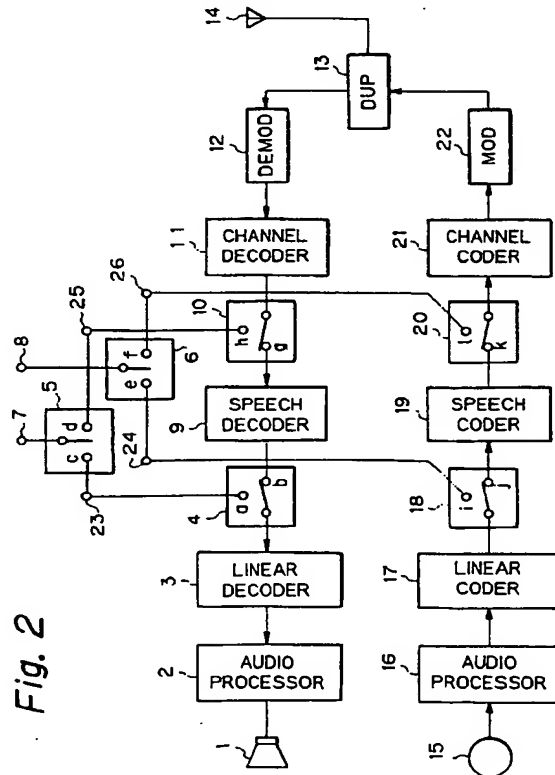 Fig. 2
7
8
5
c
d
23
25
6
e
f
24
26
14
1
2
AUDIO
PROCESSOR
3
LINEAR
DECODER
4
a
b
9
SPEECH
DECODER
10
h
g
11
CHANNEL
DECODER
12
DEMOD
13
DUP
15
16
AUDIO
PROCESSOR
17
LINEAR
CODER
18
i
j
19
SPEECH
CODER
20
l
k
21
CHANNEL
CODER
22
MOD